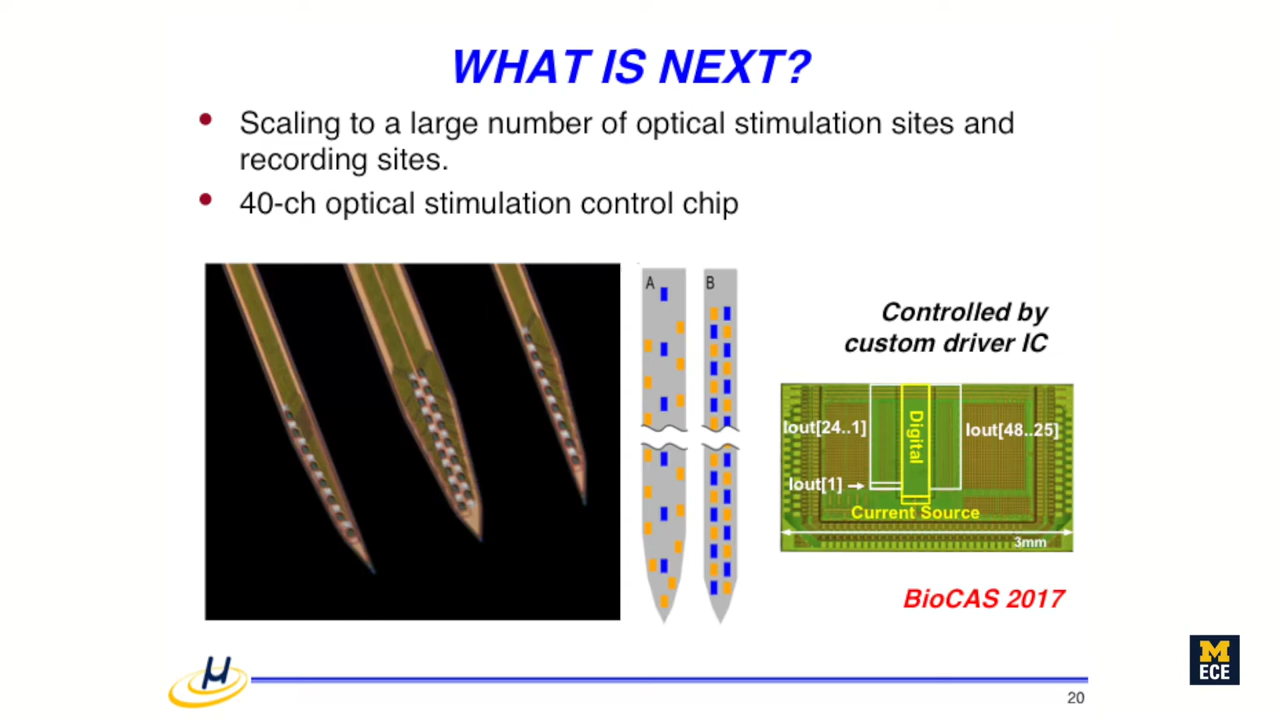 WHAT IS NEXT?
• Scaling to a large number of optical stimulation sites and
recording sites.
• 40-ch optical stimulation control chip
A
B
Controlled by
custom driver IC
Iout[24..1]
Digital
Iout[48..25]
Iout[1]
Current Source
3mm
BioCAS 2017
μ
M
ECE
20